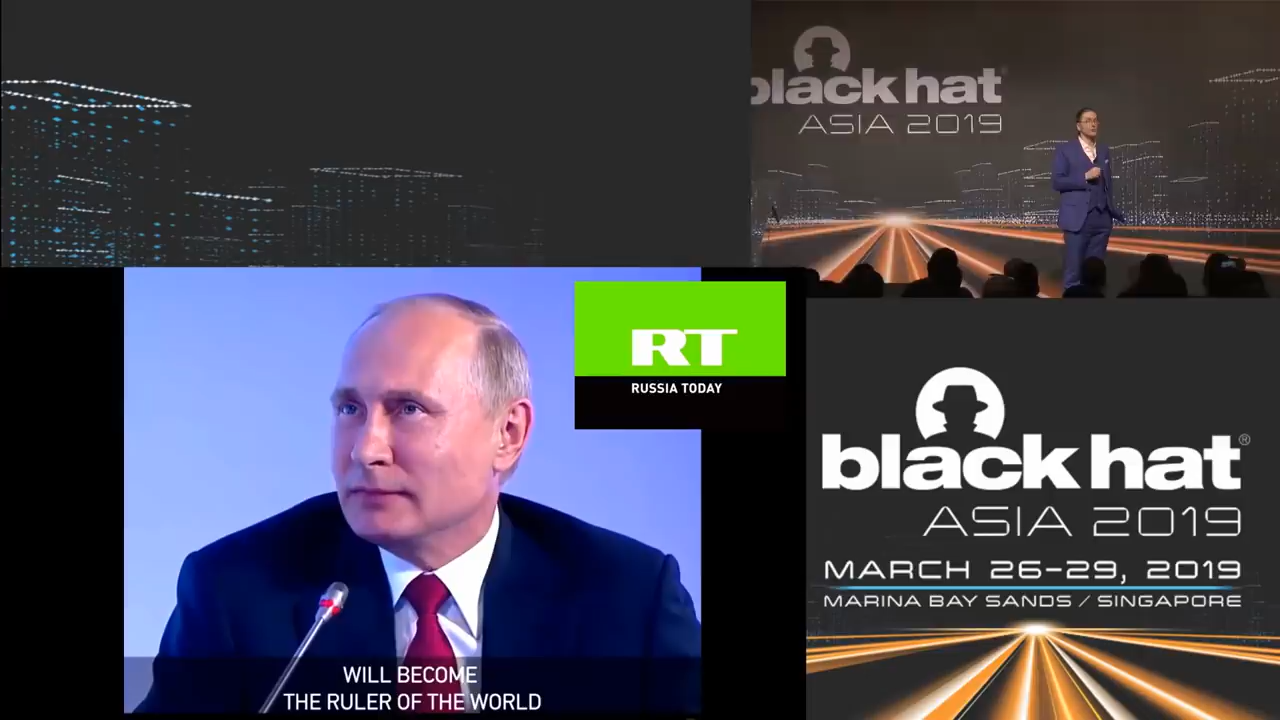 black hat
ASIA 2019
RT
RUSSIA TODAY
WILL BECOME
THE RULER OF THE WORLD
black hat®
ASIA 2019
MARCH 26-29, 2019
MARINA BAY SANDS / SINGAPORE